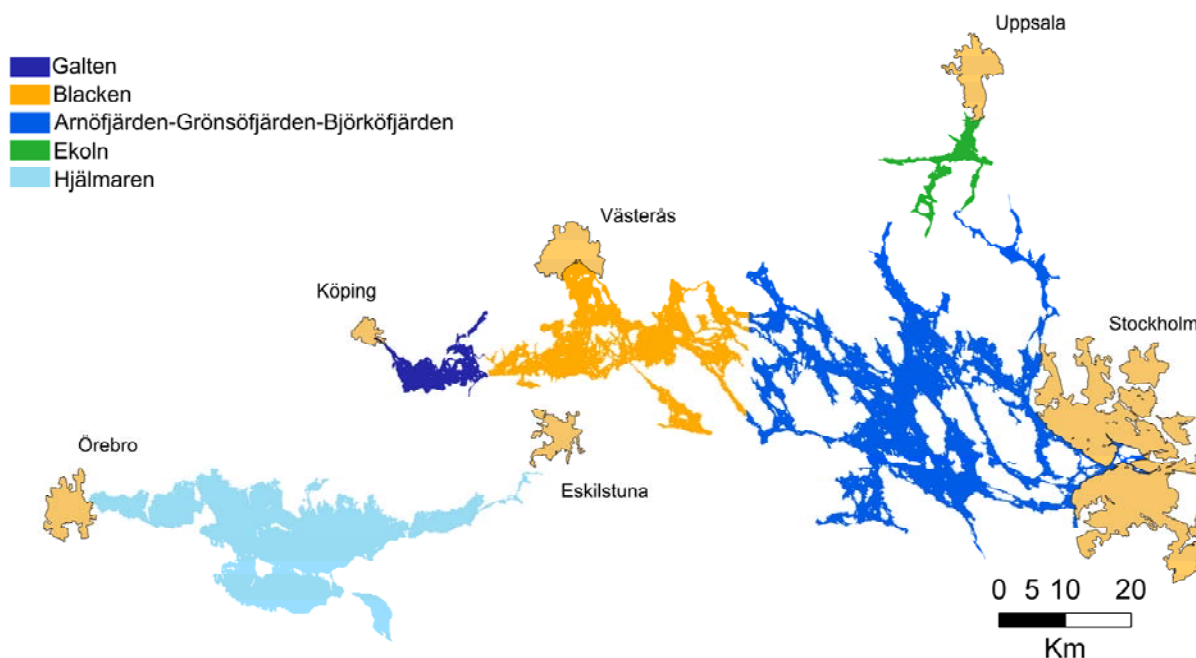 Uppsala
Galten
Blacken
Arnöfjärden-Grönsöfjärden-Björköfjärden
Ekoln
Hjälmaren
Västerås
Köping
Stockholm
Örebro
Eskilstuna
0 5 10 20
Km